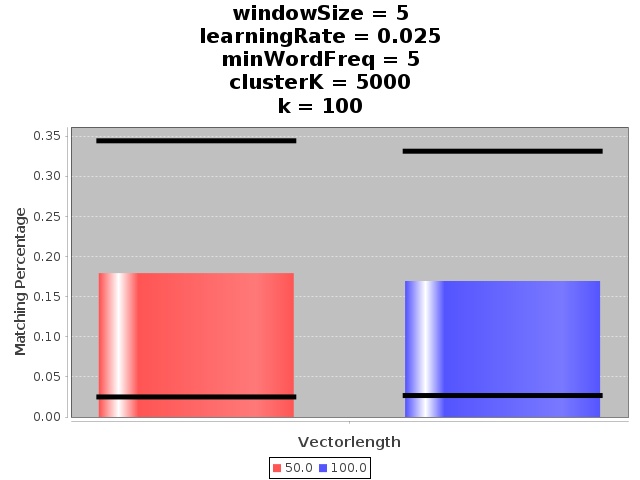 windowSize = 5
learningRate = 0.025
minWordFreq = 5
clusterK = 5000
k = 100
0.35
0.30
0.25
0.20
0.15
0.10
0.05
0.00
Matching Percentage
Vectorlength
50.0 100.0